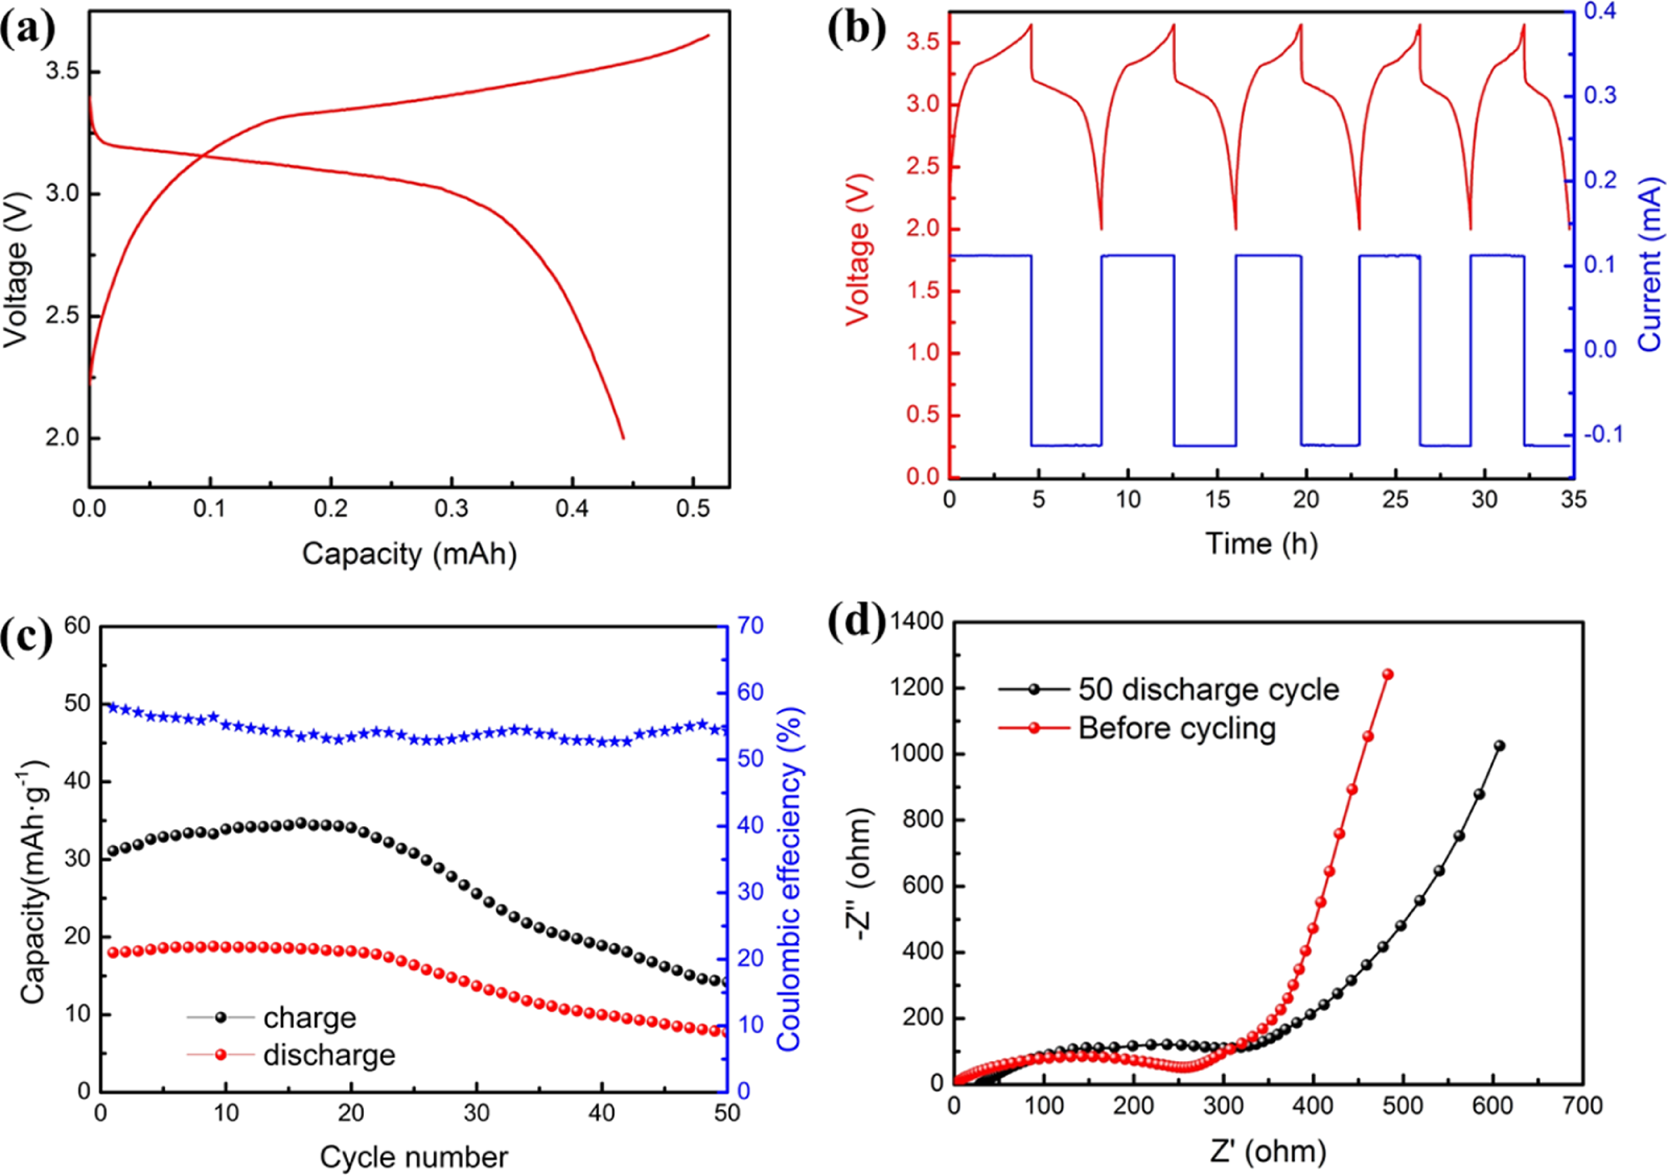 (a)
3.5
3.0
2.5
2.0
Voltage (V)
0.0 0.1 0.2 0.3 0.4 0.5
Capacity (mAh)
(b)
3.5
3.0
2.5
2.0
1.5
1.0
0.5
0.0
Voltage (V)
0.4
0.3
0.2
0.1
0.0
-0.1
Current (mA)
0 5 10 15 20 25 30 35
Time (h)
(c)
60
50
40
30
20
10
0
Capacity(mAh·g-1)
70
60
50
40
30
20
10
0
Coulombic effeciency (%)
charge
discharge
0 10 20 30 40 50
Cycle number
(d)
1400
1200
1000
800
600
400
200
0
-Z'' (ohm)
50 discharge cycle
Before cycling
0 100 200 300 400 500 600 700
Z' (ohm)